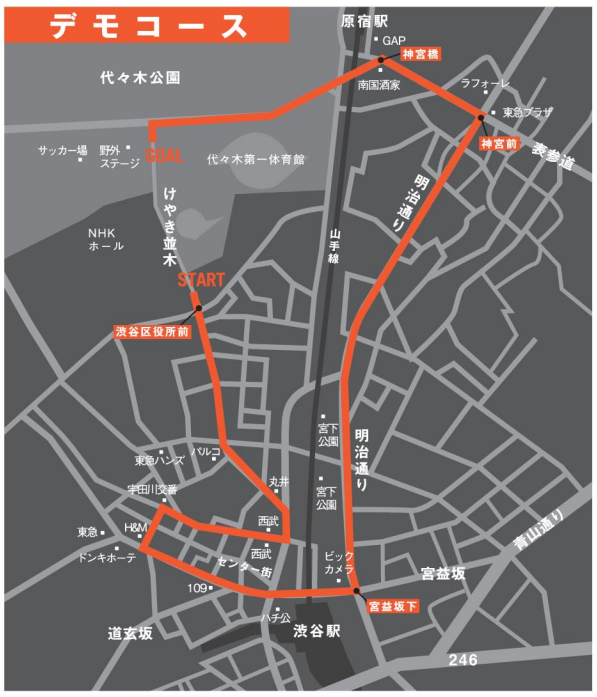 デモコース
原宿駅
GAP
神宮橋
代々木公園
南国酒家
ラフォーレ
東急プラザ
神宮前
表参道
サッカー場
野外
ステージ
GOAL
代々木第一体育館
明治通り
けやき並木
NHK
ホール
山手線
START
渋谷区役所前
宮下
公園
明治通り
東急ハンズ
パルコ
丸井
宮下
公園
宇田川交番
H&M
西武
東急
ドンキホーテ
西武
センター街
ビック
カメラ
青山通り
宮益坂
109
宮益坂下
ハチ公
道玄坂
渋谷駅
246